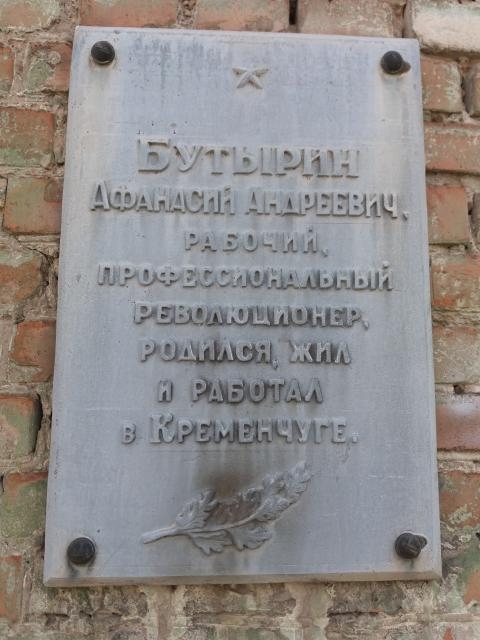 Бутырин
Афанасий Андреевич,
рабочий,
профессиональный
революционер,
родился, жил
и работал
в Кременчуге.